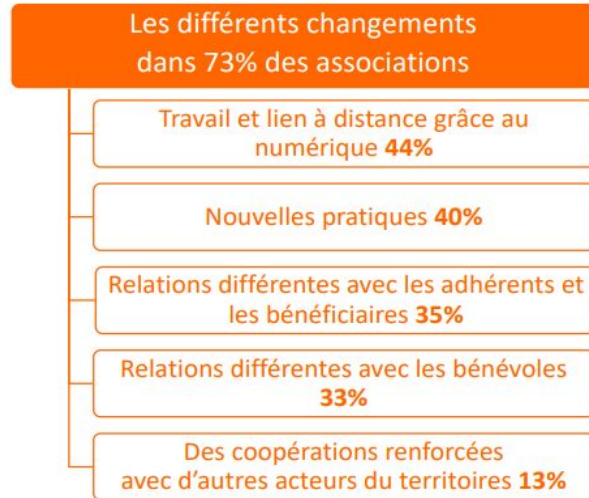 Les différents changements
dans 73% des associations
Travail et lien à distance grâce au
numérique 44%
Nouvelles pratiques 40%
Relations différentes avec les adhérents et
les bénéficiaires 35%
Relations différentes avec les bénévoles
33%
Des coopérations renforcées
avec d'autres acteurs du territoires 13%